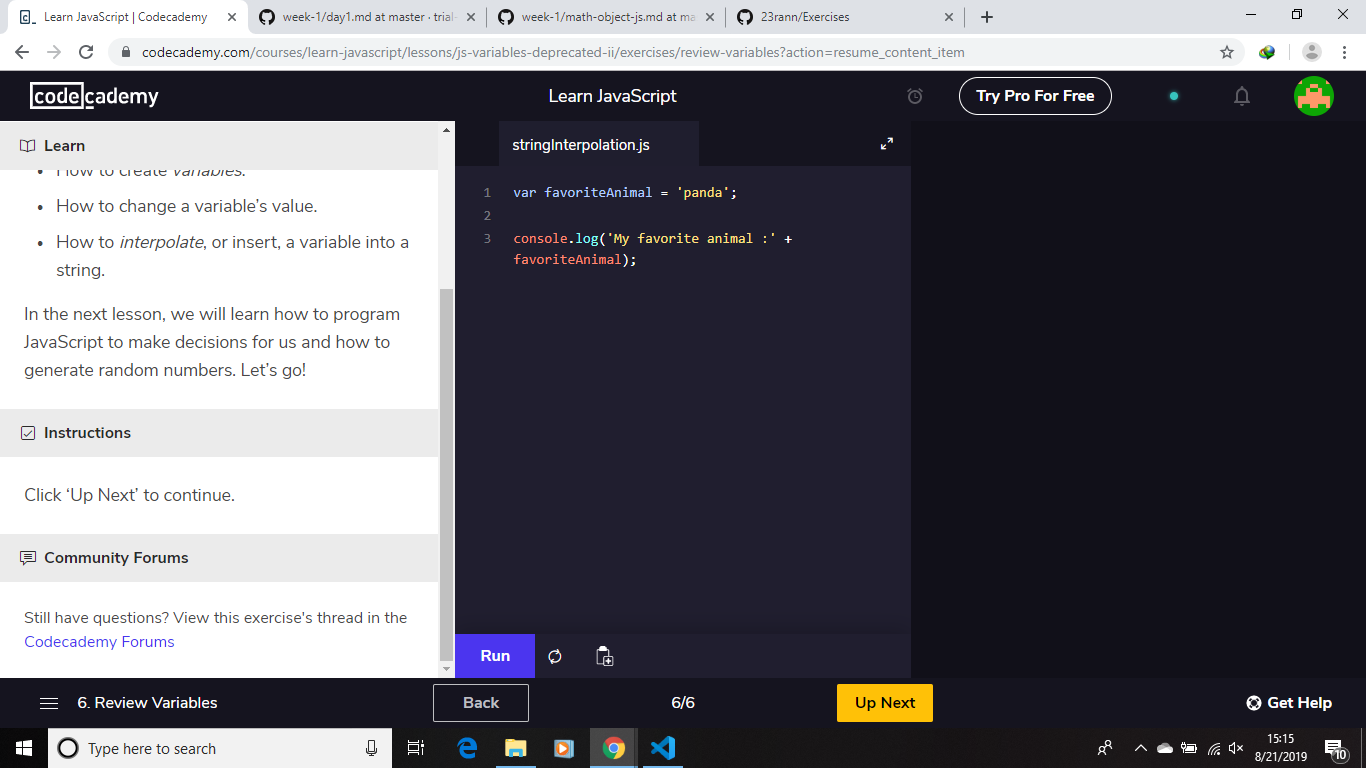 Learn JavaScript | Codecademy
week-1/day1.md at master · trial-
week-1/math-object-js.md at ma
23rann/Exercises
codecademy.com/courses/learn-javascript/lessons/js-variables-deprecated-ii/exercises/review-variables?action=resume_content_item
codecademy
Learn JavaScript
Try Pro For Free
Learn
How to create variables.
How to change a variable’s value.
How to interpolate, or insert, a variable into a
string.
In the next lesson, we will learn how to program
JavaScript to make decisions for us and how to
generate random numbers. Let’s go!
Instructions
Click ‘Up Next’ to continue.
Community Forums
Still have questions? View this exercise's thread in the
Codecademy Forums
stringInterpolation.js
1 var favoriteAnimal = 'panda';
2
3 console.log('My favorite animal :' +
favoriteAnimal);
Run
6. Review Variables
Back
6/6
Up Next
Get Help
Type here to search
15:15
8/21/2019
10